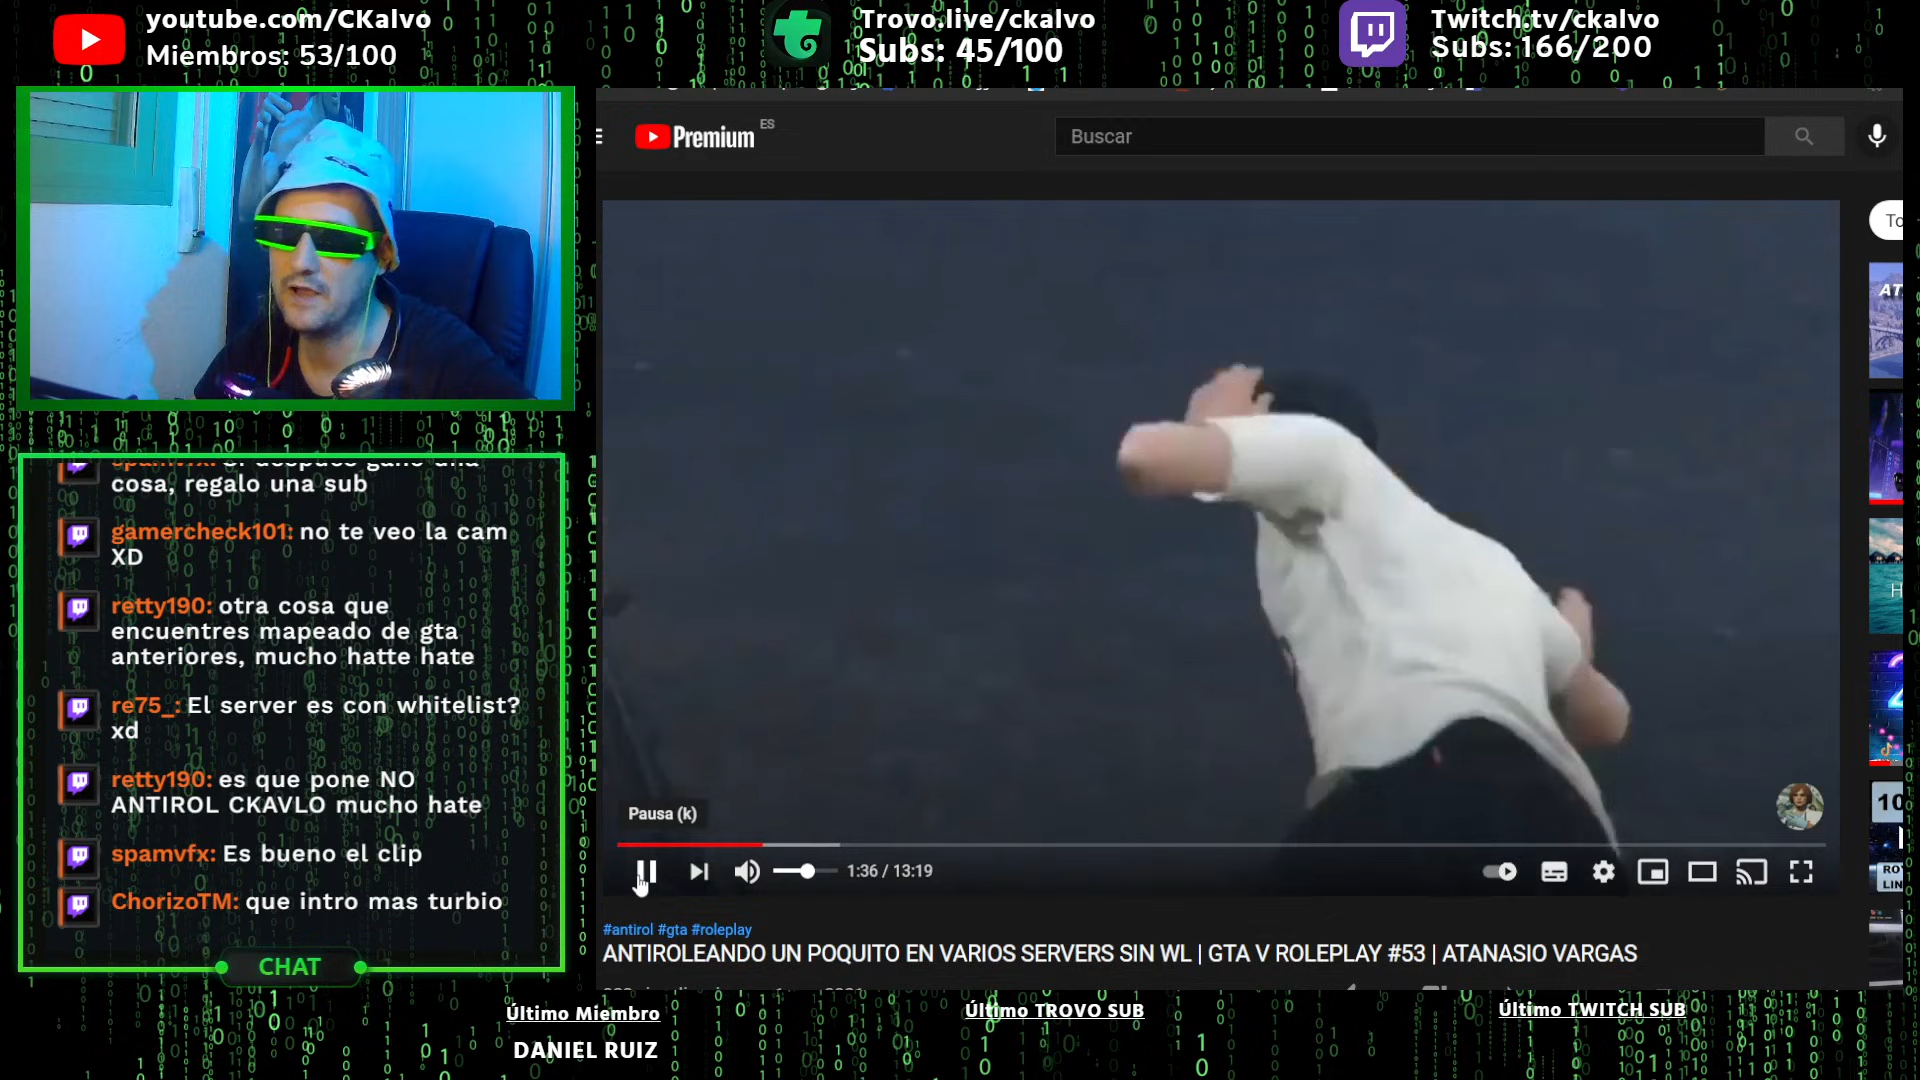 youtube.com/CKalvo
Miembros: 53/100
Trovo.live/ckalvo
Subs: 45/100
Twitch.tv/ckalvo
Subs: 166/200
Premium ES
Buscar
cosa, regalo una sub
gamercheck101: no te veo la cam
XD
retty190: otra cosa que
encuentres mapeado de gta
anteriores, mucho hatte hate
re75_: El server es con whitelist?
xd
retty190: es que pone NO
ANTIROL CKAVLO mucho hate
spamvfx: Es bueno el clip
ChorizoTM: que intro mas turbio
CHAT
Pausa (k)
1:36 / 13:19
#antirol #gta #roleplay
ANTIROLEANDO UN POQUITO EN VARIOS SERVERS SIN WL | GTA V ROLEPLAY #53 | ATANASIO VARGAS
Último Miembro
DANIEL RUIZ
Último TROVO SUB
Último TWITCH SUB